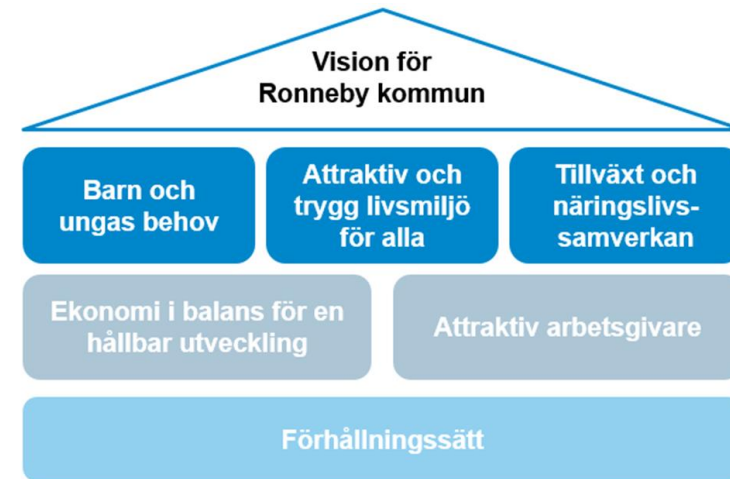 Vision för
Ronneby kommun
Barn och
ungas behov
Attraktiv och
trygg livsmiljö
för alla
Tillväxt och
näringslivs-
samverkan
Ekonomi i balans för en
hållbar utveckling
Attraktiv arbetsgivare
Förhållningssätt